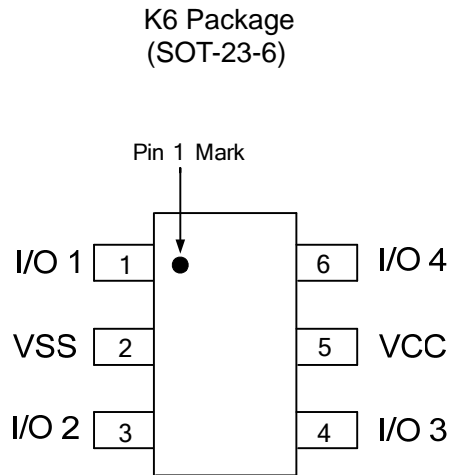 K6 Package
(SOT-23-6)
Pin 1 Mark
I/O 1 1 6 I/O 4
VSS 2 5 VCC
I/O 2 3 4 I/O 3